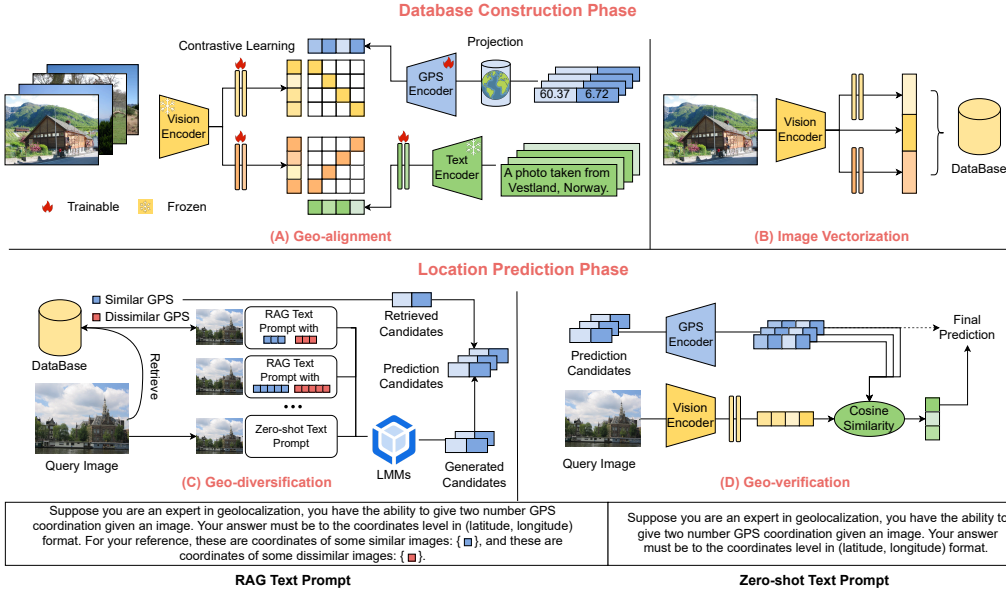 Database Construction Phase
Contrastive Learning
Projection
GPS
Encoder
60.37 6.72
Vision
Encoder
Text
Encoder
A photo taken from
Vestland, Norway.
Trainable
Frozen
(A) Geo-alignment
Vision
Encoder
DataBase
(B) Image Vectorization
Location Prediction Phase
Similar GPS
Dissimilar GPS
DataBase
Retrieve
Query Image
RAG Text
Prompt with
RAG Text
Prompt with
•••
Zero-shot Text
Prompt
LMMs
Retrieved
Candidates
Prediction
Candidates
Generated
Candidates
(C) Geo-diversification
Prediction
Candidates
GPS
Encoder
Final
Prediction
Query Image
Vision
Encoder
Cosine
Similarity
(D) Geo-verification
Suppose you are an expert in geolocalization, you have the ability to give two number GPS
coordination given an image. Your answer must be to the coordinates level in (latitude, longitude)
format. For your reference, these are coordinates of some similar images: { }, and these are
coordinates of some dissimilar images: { }.
RAG Text Prompt
Suppose you are an expert in geolocalization, you have the ability to
give two number GPS coordination given an image. Your answer
must be to the coordinates level in (latitude, longitude) format.
Zero-shot Text Prompt